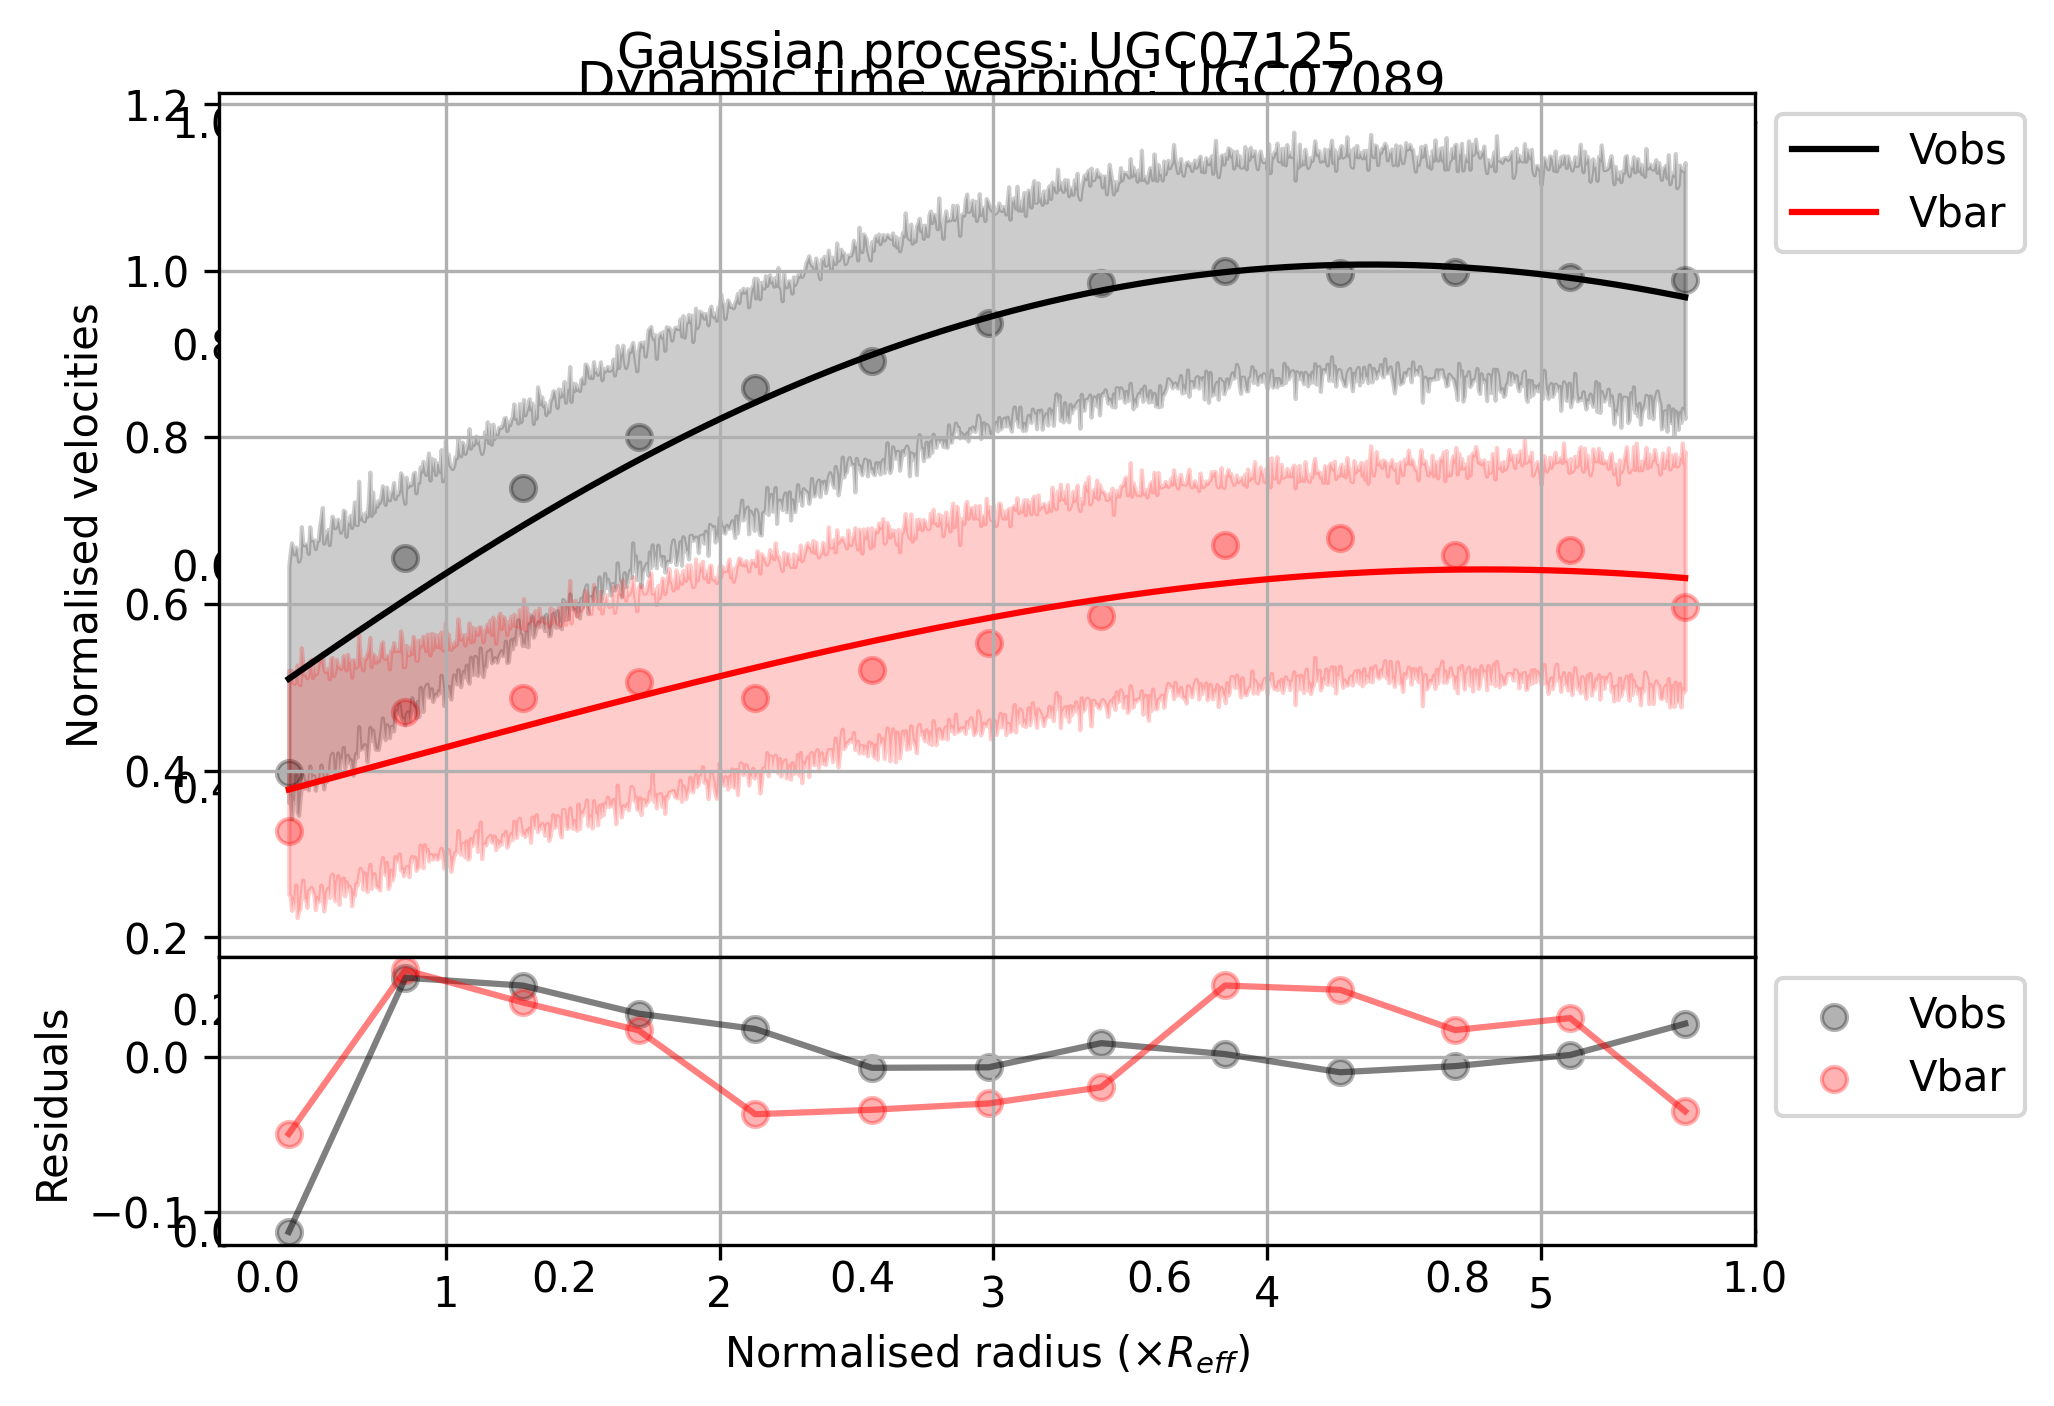 Gaussian process: UGC07125
Dynamic time warping: UGC07089
1.2
1.0
0.8
0.6
0.4
0.2
Normalised velocities
Vobs
Vbar
0.0
−0.1
Residuals
Vobs
Vbar
0.0 0.2 0.4 0.6 0.8 1.0
1 2 3 4 5
Normalised radius (×R_eff)